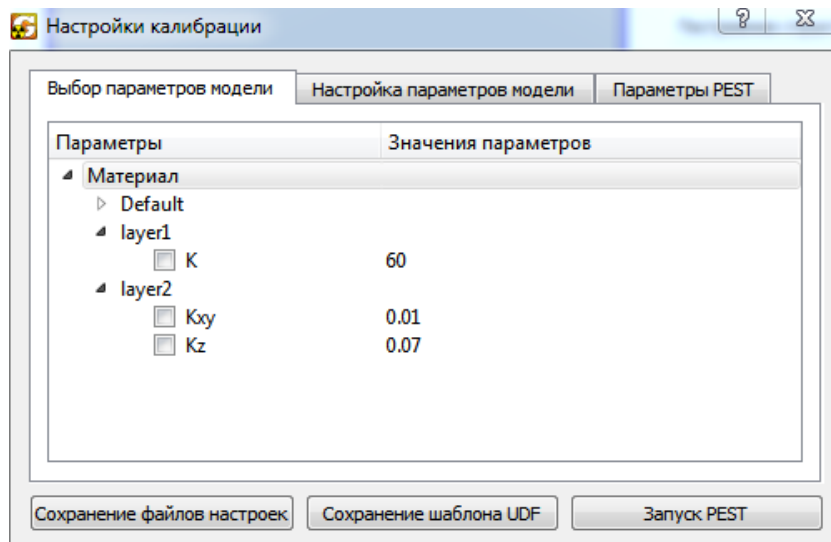 Настройки калибрации
Выбор параметров модели
Настройка параметров модели
Параметры PEST
Параметры Значения параметров
Материал
Default
layer1
K 60
layer2
Kxy 0.01
Kz 0.07
Сохранение файлов настроек
Сохранение шаблона UDF
Запуск PEST